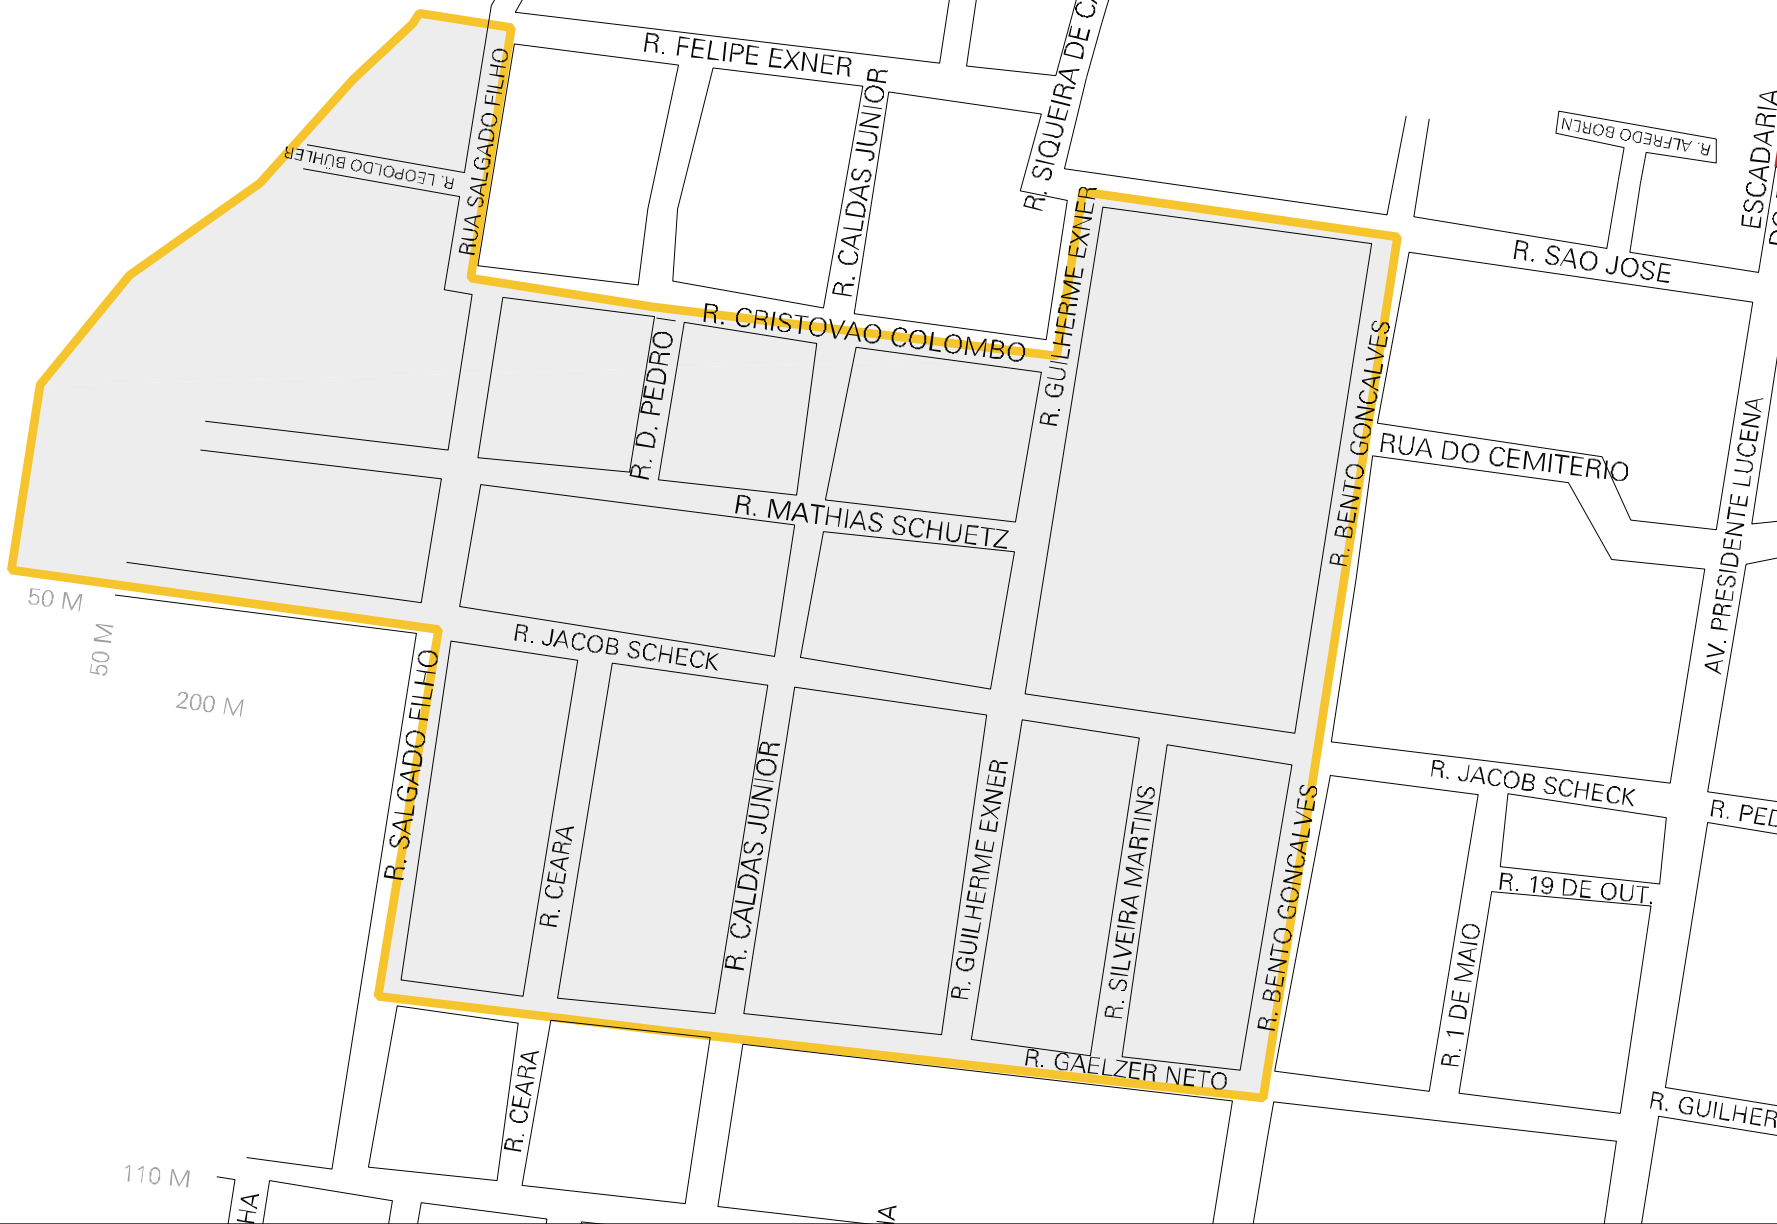 R. FELIPE EXNER
RUA SALGADO FILHO
R. CALDAS JUNIOR
R. SIQUEIRA DE
R. ALFREDO BOREN
ESCADARIA
R. LEOPOLDO BÜHLER
R. SAO JOSE
R. GUILHERME EXNER
R. CRISTOVAO COLOMBO
R. D. PEDRO I
R. BENTO GONCALVES
RUA DO CEMITERIO
AV. PRESIDENTE LUCENA
R. MATHIAS SCHUETZ
50 M
50 M
200 M
R. JACOB SCHECK
R. SALGADO FILHO
R. CEARA
R. CALDAS JUNIOR
R. GUILHERME EXNER
R. SILVEIRA MARTINS
R. BENTO GONCALVES
R. JACOB SCHECK
R. PED
R. 19 DE OUT.
R. 1 DE MAIO
R. GAELZER NETO
R. CEARA
R. GUILHER
110 M
HA